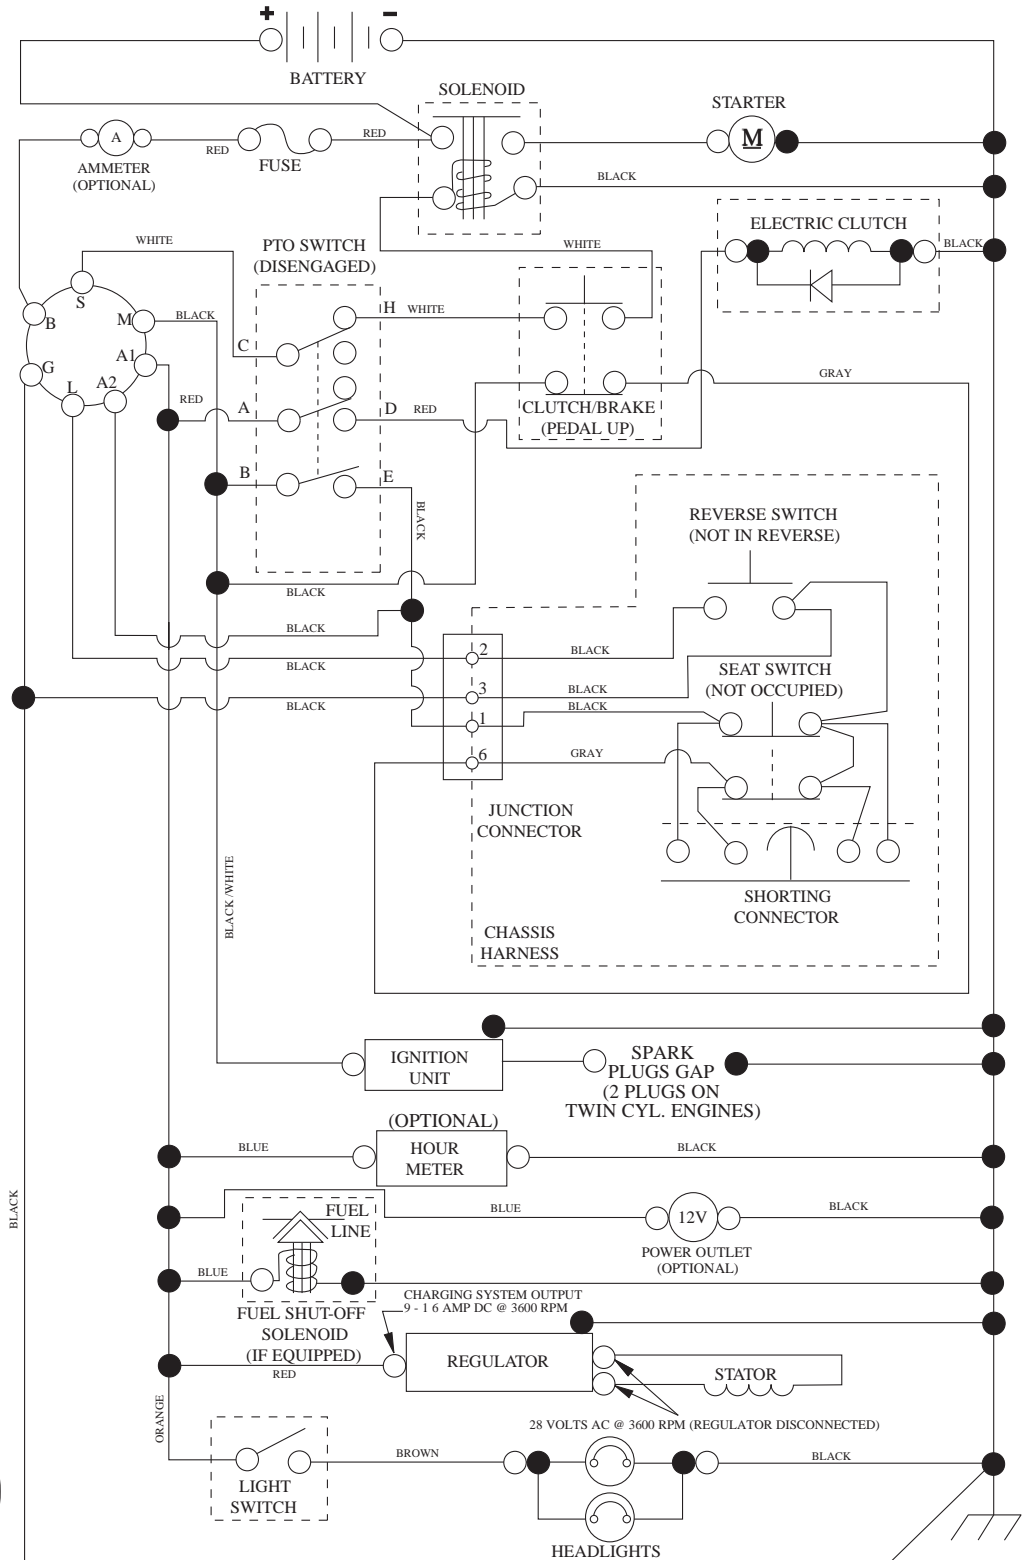 + -
BATTERY
SOLENOID
STARTER
A
M
RED
FUSE
RED
AMMETER
(OPTIONAL)
BLACK
ELECTRIC CLUTCH
BLACK
WHITE
PTO SWITCH
(DISENGAGED)
WHITE
S
B
M
BLACK
H
WHITE
C
A1
G
L
A2
RED
A
D
RED
GRAY
CLUTCH/BRAKE
(PEDAL UP)
B
E
BLACK
REVERSE SWITCH
(NOT IN REVERSE)
BLACK
BLACK
2
BLACK
BLACK
SEAT SWITCH
(NOT OCCUPIED)
3
BLACK
BLACK
BLACK
1
6
GRAY
JUNCTION
CONNECTOR
BLACK /WHITE
SHORTING
CONNECTOR
CHASSIS
HARNESS
IGNITION
UNIT
SPARK
PLUGS GAP
(2 PLUGS ON
TWIN CYL. ENGINES)
(OPTIONAL)
HOUR
METER
BLUE
BLACK
BLACK
FUEL
LINE
BLUE
12V
BLACK
POWER OUTLET
(OPTIONAL)
BLUE
CHARGING SYSTEM OUTPUT
9 - 1 6 AMP DC @ 3600 RPM
FUEL SHUT-OFF
SOLENOID
(IF EQUIPPED)
RED
REGULATOR
STATOR
ORANGE
28 VOLTS AC @ 3600 RPM (REGULATOR DISCONNECTED)
BROWN
BLACK
LIGHT
SWITCH
HEADLIGHTS